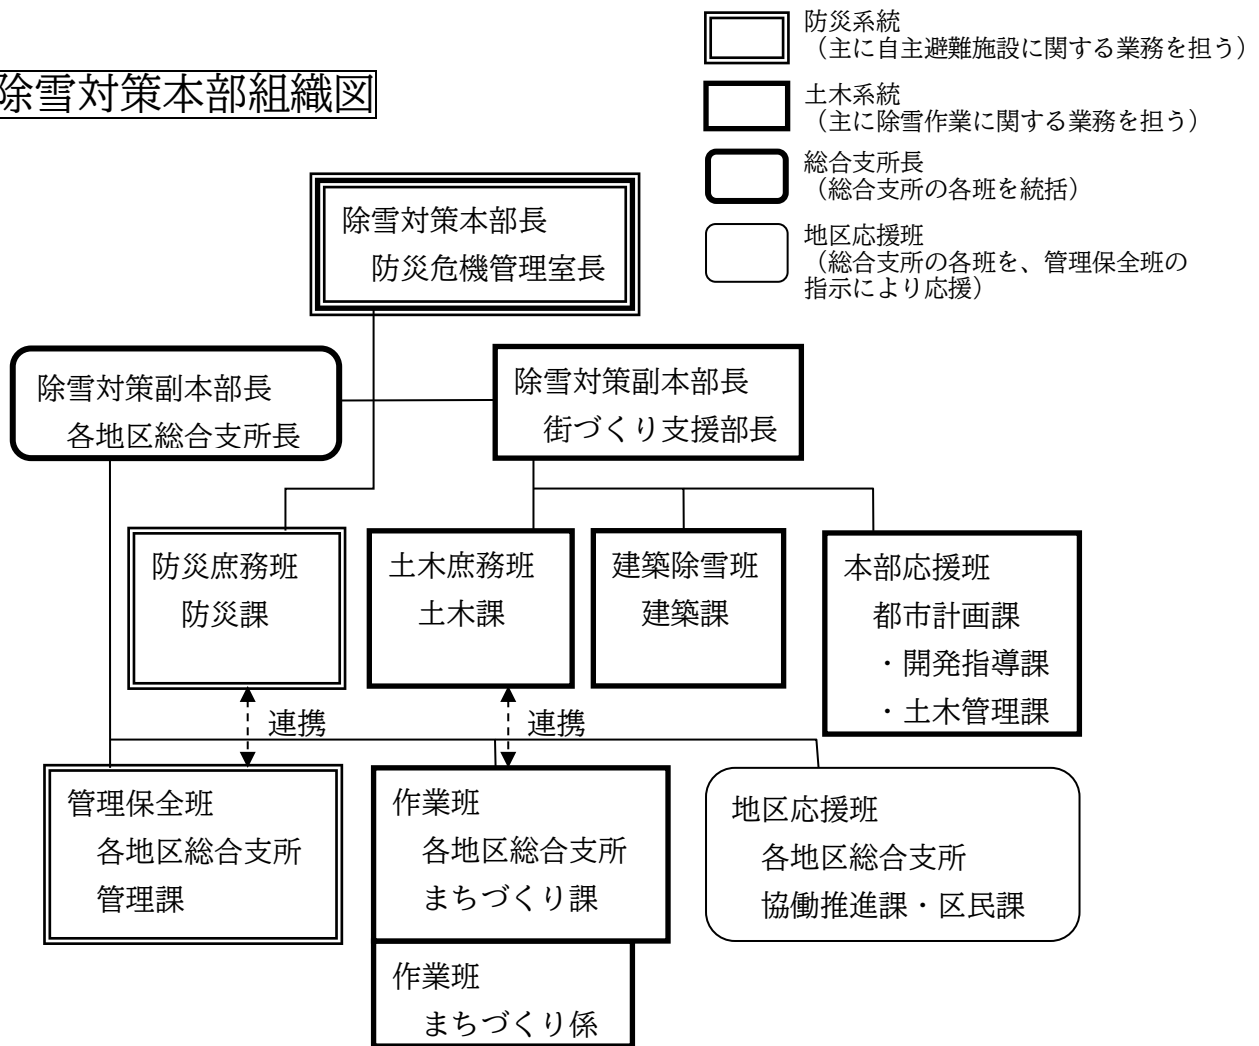 除雪対策本部組織図
防災系統
（主に自主避難施設に関する業務を担う）
土木系統
（主に除雪作業に関する業務を担う）
総合支所長
（総合支所の各班を統括）
地区応援班
（総合支所の各班を、管理保全班の
指示により応援）
除雪対策本部長
防災危機管理室長
除雪対策副本部長
各地区総合支所長
除雪対策副本部長
街づくり支援部長
防災庶務班
防災課
土木庶務班
土木課
建築除雪班
建築課
本部応援班
都市計画課
・開発指導課
・土木管理課
連携
連携
管理保全班
各地区総合支所
管理課
作業班
各地区総合支所
まちづくり課
地区応援班
各地区総合支所
協働推進課・区民課
作業班
まちづくり係